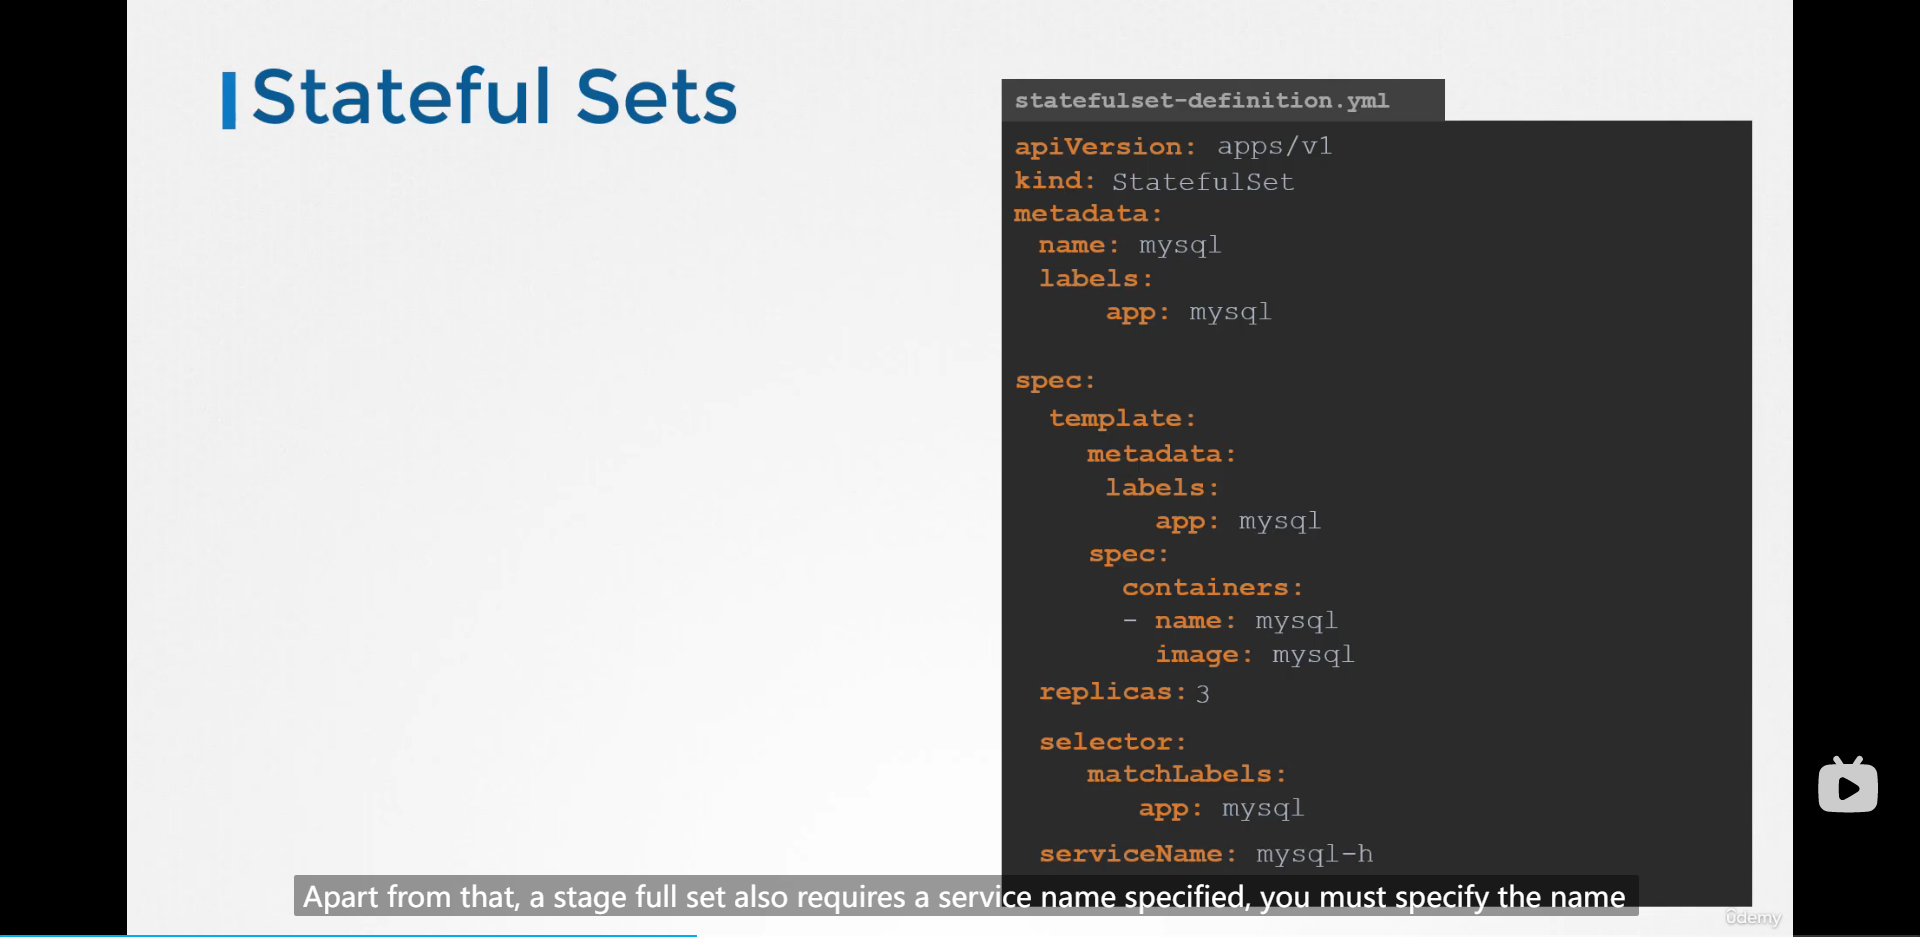 Stateful Sets
statefulset-definition.yml
apiVersion: apps/v1
kind: StatefulSet
metadata:
  name: mysql
  labels:
      app: mysql
spec:
  template:
    metadata:
     labels:
        app: mysql
    spec:
      containers:
      - name: mysql
        image: mysql
  replicas: 3
  selector:
    matchLabels:
       app: mysql
  serviceName: mysql-h
Apart from that, a stage full set also requires a service name specified, you must specify the name
ûdemy